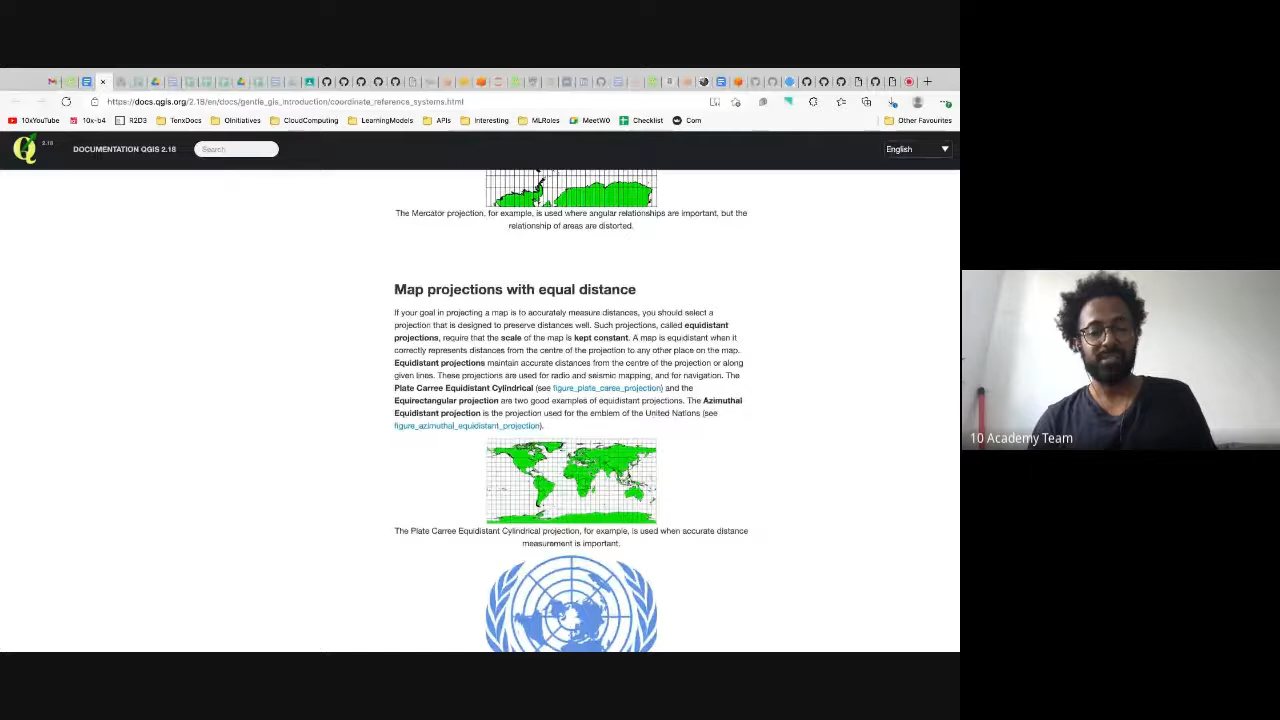 https://docs.qgis.org/2.18/en/docs/gentle_gis_introduction/coordinate_reference_systems.html
10xYouTube
10x-b4
R2D3
TenxDocs
OInitiatives
CloudComputing
LearningModels
APIs
Interesting
MLRoles
MeetW0
Checklist
Com
Other Favourites
2.18
DOCUMENTATION QGIS 2.18
Search
English
The Mercator projection, for example, is used where angular relationships are important, but the
relationship of areas are distorted.
Map projections with equal distance
If your goal in projecting a map is to accurately measure distances, you should select a
projection that is designed to preserve distances well. Such projections, called equidistant
projections, require that the scale of the map is kept constant. A map is equidistant when it
correctly represents distances from the centre of the projection to any other place on the map.
Equidistant projections maintain accurate distances from the centre of the projection or along
given lines. These projections are used for radio and seismic mapping, and for navigation. The
Plate Carree Equidistant Cylindrical (see figure_plate_caree_projection) and the
Equirectangular projection are two good examples of equidistant projections. The Azimuthal
Equidistant projection is the projection used for the emblem of the United Nations (see
figure_azimuthal_equidistant_projection).
The Plate Carree Equidistant Cylindrical projection, for example, is used when accurate distance
measurement is important.
10 Academy Team